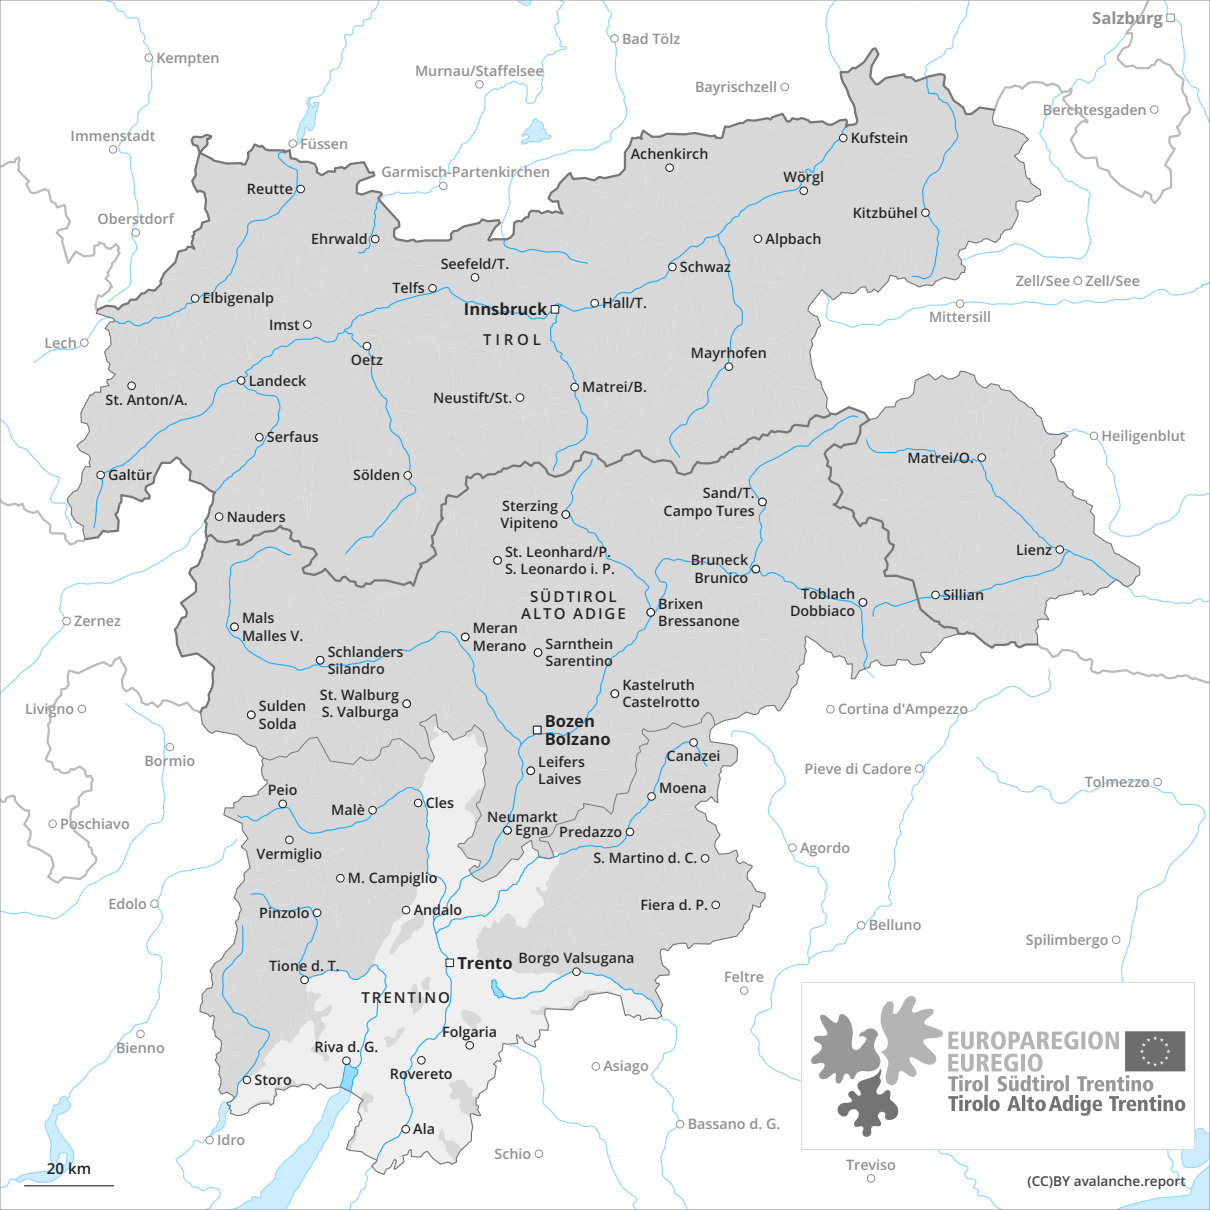 Salzburg
Bad Tölz
Kempten
Murnau/Staffelsee
Bayrischzell
Berchtesgaden
Immenstadt
Füssen
Kufstein
Achenkirch
Garmisch-Partenkirchen
Wörgl
Reutte
Oberstdorf
Kitzbühel
Ehrwald
Alpbach
Seefeld/T.
Schwaz
Zell/See
Zell/See
Telfs
Elbigenalp
Innsbruck
Hall/T.
Mittersill
Imst
TIROL
Lech
Oetz
Mayrhofen
Landeck
Matrei/B.
St. Anton/A.
Neustift/St.
Serfaus
Heiligenblut
Matrei/O.
Galtür
Sölden
Sand/T.
Campo Tures
Sterzing
Vipiteno
Nauders
St. Leonhard/P.
S. Leonardo i. P.
Lienz
Bruneck
Brunico
SÜDTIROL
ALTO ADIGE
Toblach
Dobbiaco
Sillian
Brixen
Bressanone
Zernez
Mals
Malles V.
Meran
Merano
Sarnthein
Sarentino
Schlanders
Silandro
Kastelruth
Castelrotto
St. Walburg
S. Valburga
Livigno
Sulden
Solda
Cortina d'Ampezzo
Bozen
Bolzano
Bormio
Canazei
Leifers
Laives
Pieve di Cadore
Tolmezzo
Peio
Moena
Malè
Cles
Neumarkt
Egna
Poschiavo
Predazzo
Vermiglio
S. Martino d. C.
Agordo
M. Campiglio
Edolo
Pinzolo
Andalo
Fiera d. P.
Belluno
Spilimbergo
Borgo Valsugana
Trento
Tione d. T.
Feltre
TRENTINO
Folgaria
Bienno
Riva d. G.
EUROPAREGION
EUREGIO
Tirol Südtirol Trentino
Tirolo Alto Adige Trentino
Asiago
Rovereto
Storo
Bassano d. G.
Ala
Idro
Schio
Treviso
20 km
(CC)BY avalanche.report